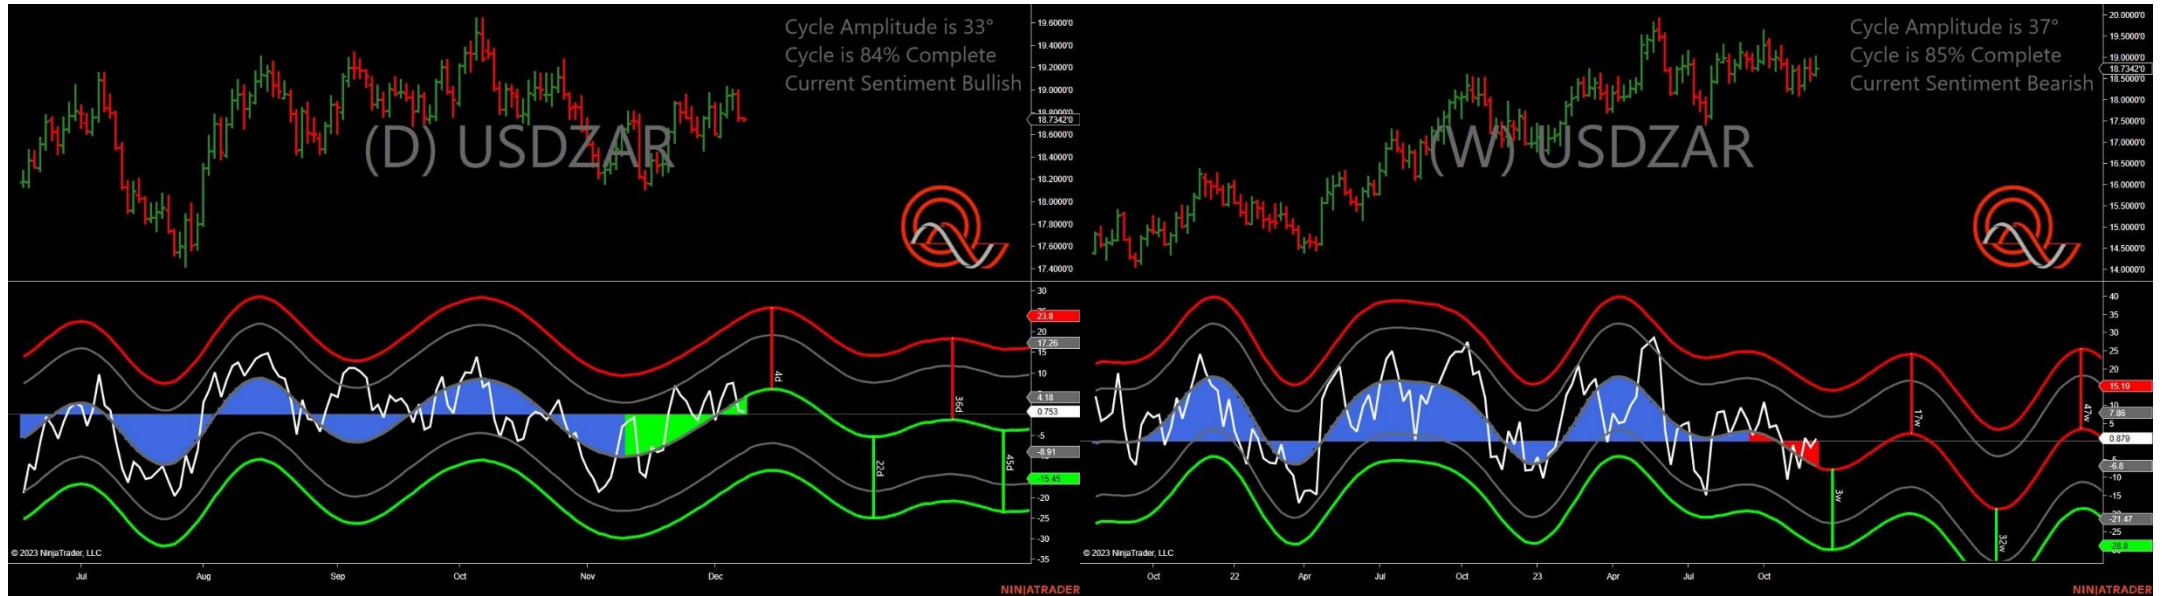 Cycle Amplitude is 33°
Cycle is 84% Complete
Current Sentiment Bullish
(D) USDZAR
19.6000'0
19.4000'0
19.2000'0
19.0000'0
18.8000'0
18.7342'0
18.6000'0
18.4000'0
18.2000'0
18.0000'0
17.8000'0
17.6000'0
17.4000'0
30
23.8
20
17.26
15
10
4.18
0.753
-5
-8.91
-15.45
-20
-25
-30
-35
4d
22d
36d
45d
© 2023 NinjaTrader, LLC
Jul
Aug
Sep
Oct
Nov
Dec
NINJATRADER
Cycle Amplitude is 37°
Cycle is 85% Complete
Current Sentiment Bearish
(W) USDZAR
20.0000'0
19.5000'0
19.0000'0
18.7342'0
18.5000'0
18.0000'0
17.5000'0
17.0000'0
16.5000'0
16.0000'0
15.5000'0
15.0000'0
14.5000'0
14.0000'0
40
35
30
25
20
15.19
7.86
5
0.879
-6.8
-10
-15
-21.47
-25
-28.8
3w
17w
32w
47w
© 2023 NinjaTrader, LLC
Oct
22
Apr
Jul
Oct
23
Apr
Jul
Oct
NINJATRADER